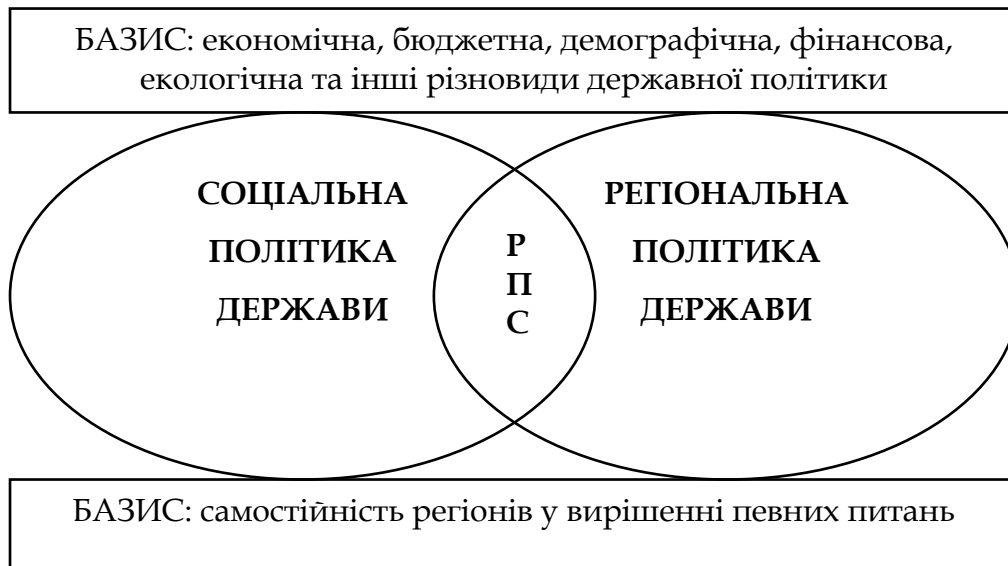 БАЗИС: економічна, бюджетна, демографічна, фінансова,
екологічна та інші різновиди державної політики
СОЦІАЛЬНА
ПОЛІТИКА
ДЕРЖАВИ
Р
П
С
РЕГІОНАЛЬНА
ПОЛІТИКА
ДЕРЖАВИ
БАЗИС: самостійність регіонів у вирішенні певних питань